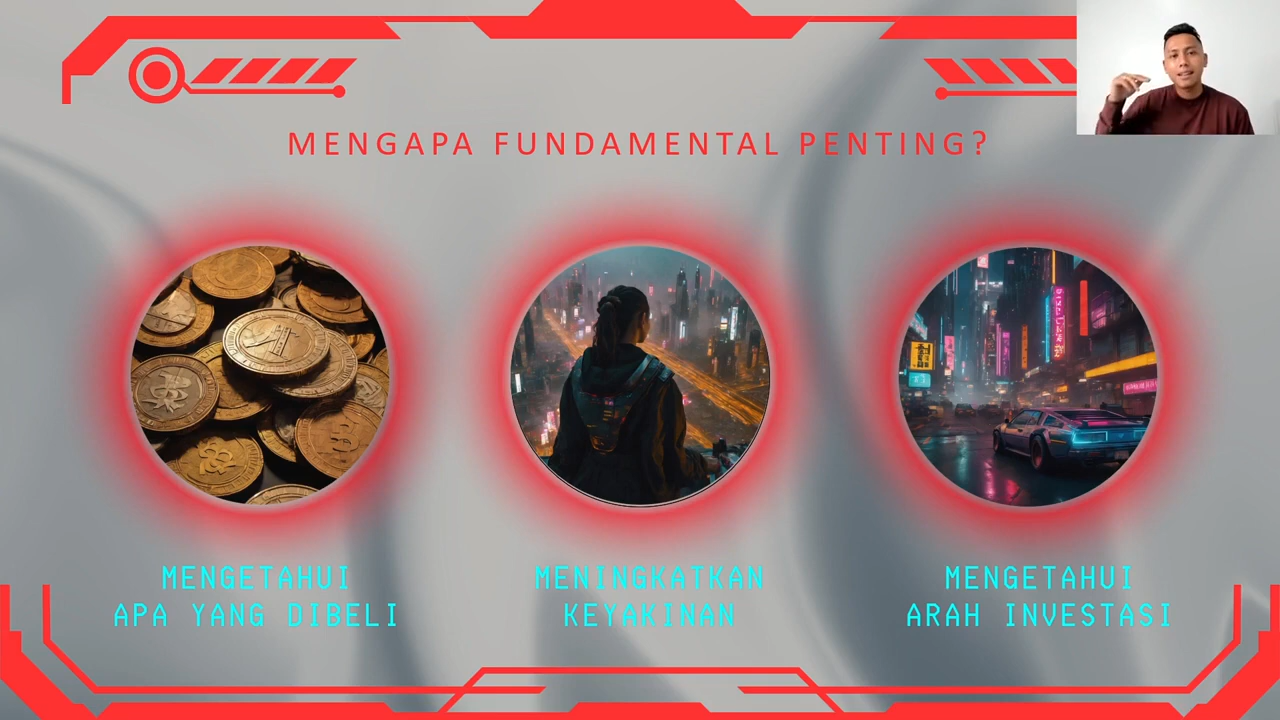 MENGAPA FUNDAMENTAL PENTING?
MENGETAHUI
APA YANG DIBELI
MENINGKATKAN
KEYAKINAN
MENGETAHUI
ARAH INVESTASI